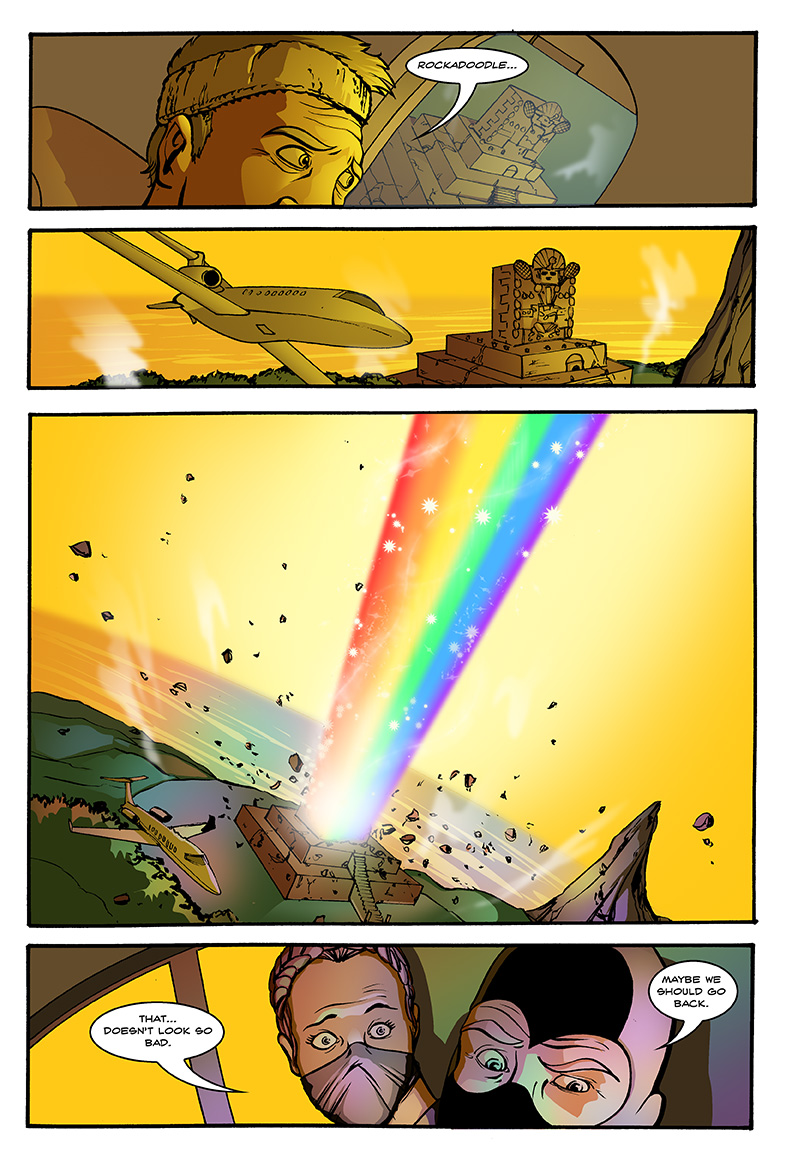 ROCKADOODLE...
THAT...
DOESN'T LOOK SO
BAD.
MAYBE WE
SHOULD GO
BACK.